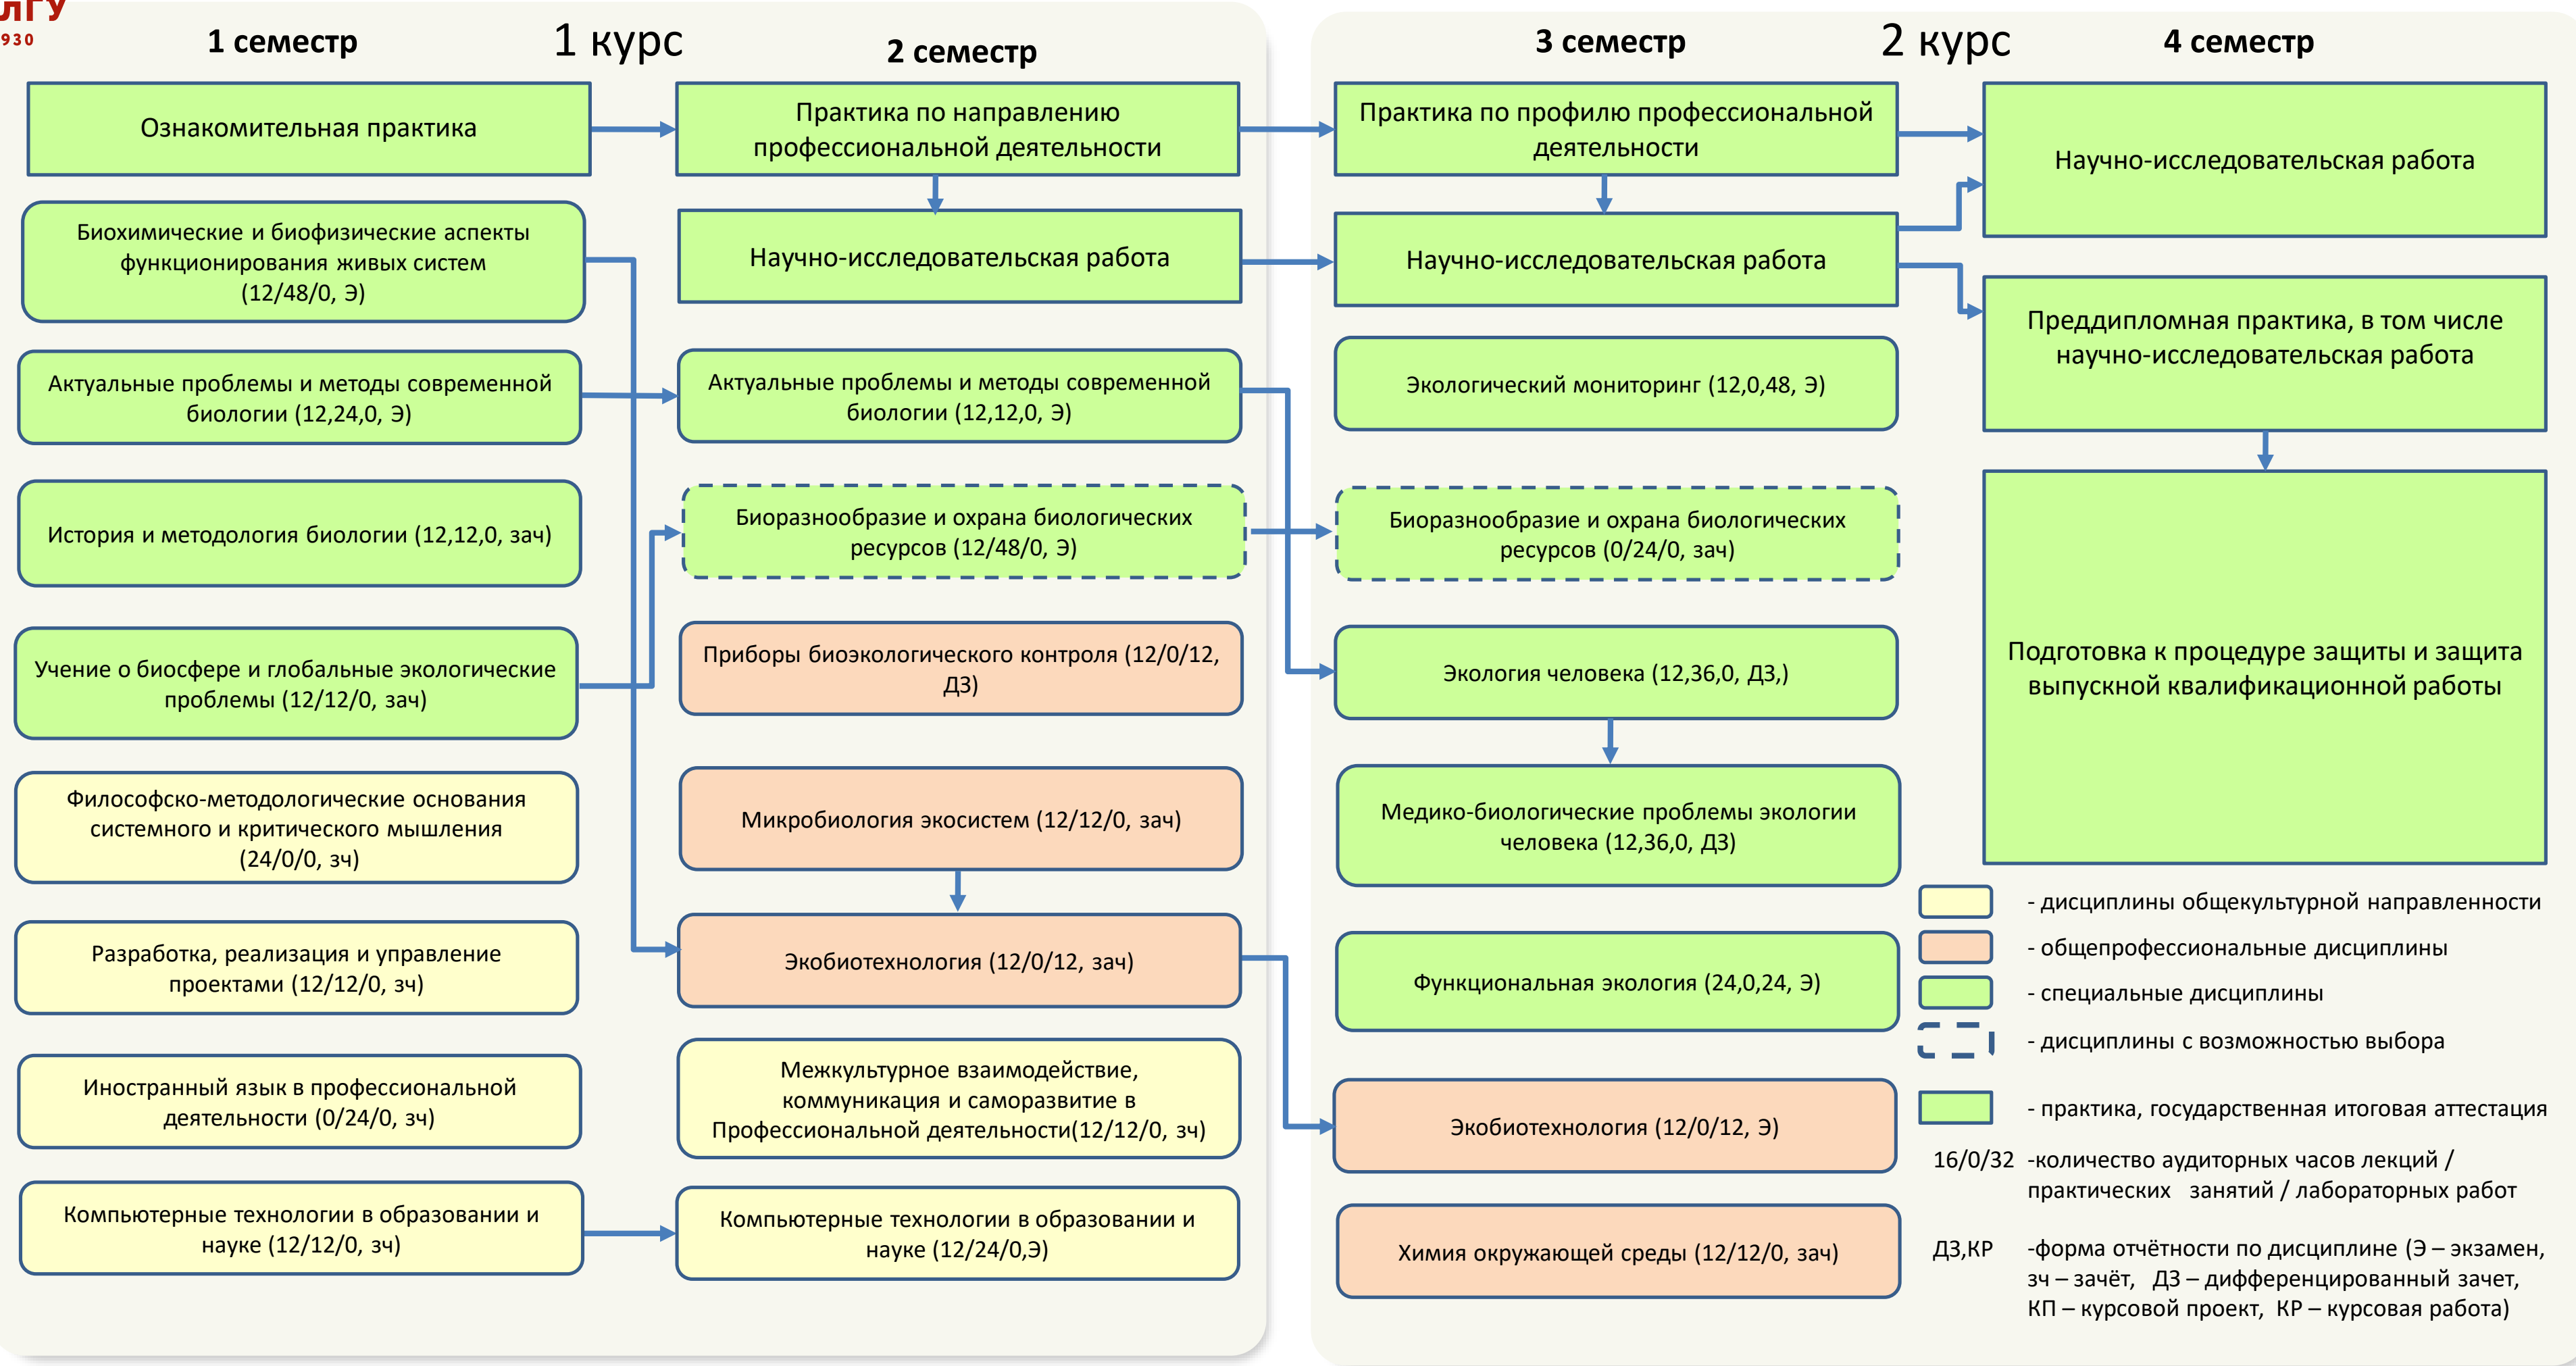 лГУ
930
1 семестр
1 курс
2 семестр
Ознакомительная практика
Практика по направлению
профессиональной деятельности
Биохимические и биофизические аспекты
функционирования живых систем
(12/48/0, Э)
Научно-исследовательская работа
Актуальные проблемы и методы современной
биологии (12,24,0, Э)
Актуальные проблемы и методы современной
биологии (12,12,0, Э)
История и методология биологии (12,12,0, зач)
Биоразнообразие и охрана биологических
ресурсов (12/48/0, Э)
Учение о биосфере и глобальные экологические
проблемы (12/12/0, зач)
Приборы биоэкологического контроля (12/0/12,
ДЗ)
Философско-методологические основания
системного и критического мышления
(24/0/0, зч)
Микробиология экосистем (12/12/0, зач)
Разработка, реализация и управление
проектами (12/12/0, зч)
Экобиотехнология (12/0/12, зач)
Иностранный язык в профессиональной
деятельности (0/24/0, зч)
Межкультурное взаимодействие,
коммуникация и саморазвитие в
Профессиональной деятельности(12/12/0, зч)
Компьютерные технологии в образовании и
науке (12/12/0, зч)
Компьютерные технологии в образовании и
науке (12/24/0,Э)
3 семестр
2 курс
4 семестр
Практика по профилю профессиональной
деятельности
Научно-исследовательская работа
Научно-исследовательская работа
Экологический мониторинг (12,0,48, Э)
Преддипломная практика, в том числе
научно-исследовательская работа
Биоразнообразие и охрана биологических
ресурсов (0/24/0, зач)
Экология человека (12,36,0, ДЗ,)
Подготовка к процедуре защиты и защита
выпускной квалификационной работы
Медико-биологические проблемы экологии
человека (12,36,0, ДЗ)
Функциональная экология (24,0,24, Э)
Экобиотехнология (12/0/12, Э)
Химия окружающей среды (12/12/0, зач)
- дисциплины общекультурной направленности
- общепрофессиональные дисциплины
- специальные дисциплины
- дисциплины с возможностью выбора
- практика, государственная итоговая аттестация
16/0/32 -количество аудиторных часов лекций /
практических занятий / лабораторных работ
ДЗ,КР -форма отчётности по дисциплине (Э – экзамен,
зч – зачёт, ДЗ – дифференцированный зачет,
КП – курсовой проект, КР – курсовая работа)